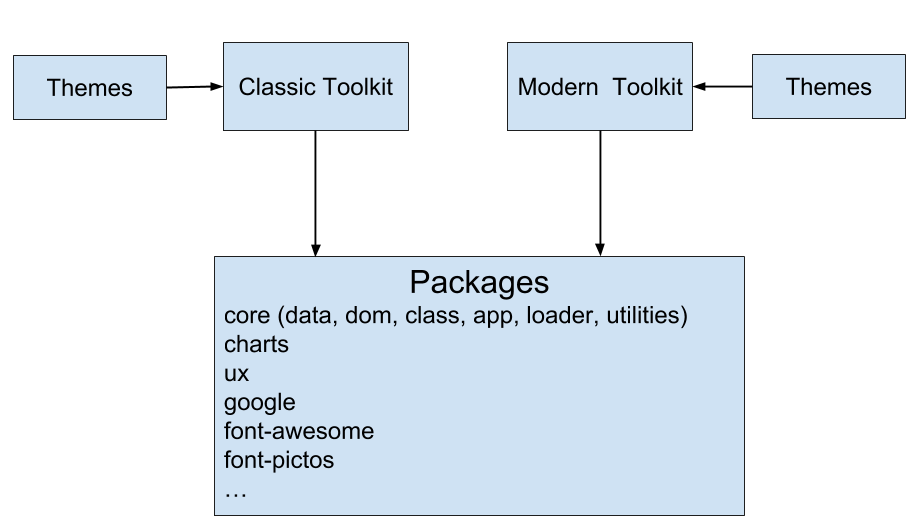 Themes
Classic Toolkit
Modern  Toolkit
Themes
Packages
core (data, dom, class, app, loader, utilities)
charts
ux
google
font-awesome
font-pictos
…